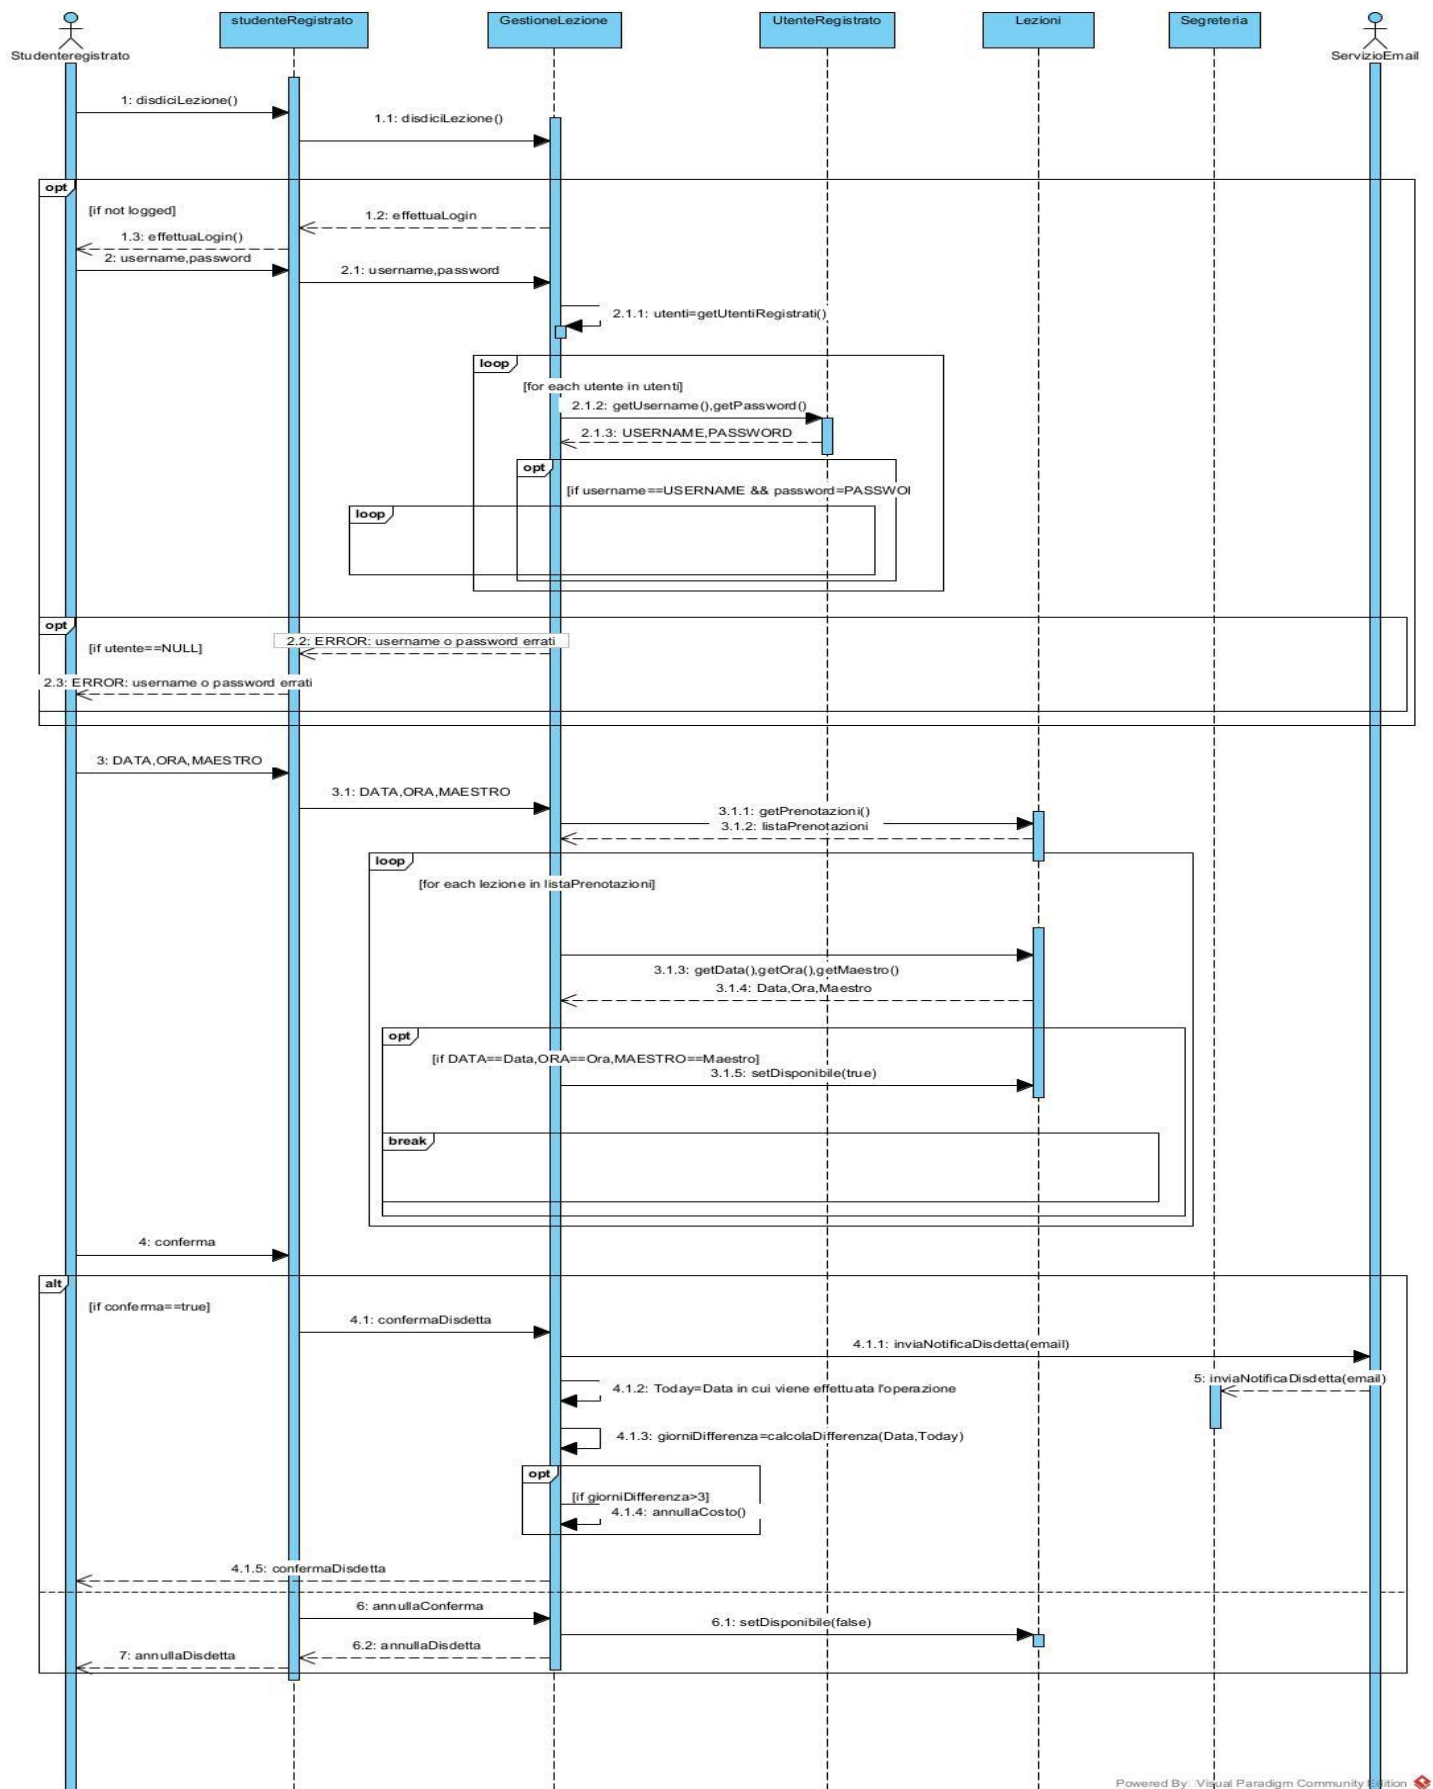 studenteRegistrato
GestioneLezione
UtenteRegistrato
Lezioni
Segreteria
Studenteregistrato
ServizioEmail
1: disdiciLezione()
1.1: disdiciLezione()
opt
[if not logged]
1.2: effettuaLogin
1.3: effettuaLogin()
2: username,password
2.1: username,password
2.1.1: utenti=getUtentiRegistrati()
loop
[for each utente in utenti]
2.1.2: getUsername(),getPassword()
2.1.3: USERNAME,PASSWORD
opt
[if username==USERNAME && password=PASSWOI
loop
opt
[if utente==NULL]
2.2: ERROR: username o password errati
2.3: ERROR: username o password errati
3: DATA,ORA,MAESTRO
3.1: DATA,ORA,MAESTRO
3.1.1: getPrenotazioni()
3.1.2: listaPrenotazioni
loop
[for each lezione in listaPrenotazioni]
3.1.3: getData(),getOra(),getMaestro()
3.1.4: Data,Ora,Maestro
opt
[if DATA==Data,ORA==Ora,MAESTRO==Maestro]
3.1.5: setDisponibile(true)
break
4: conferma
alt
[if conferma==true]
4.1: confermaDisdetta
4.1.1: inviaNotificaDisdetta(email)
5: inviaNotificaDisdetta(email)
4.1.2: Today=Data in cui viene effettuata l'operazione
4.1.3: giorniDifferenza=calcolaDifferenza(Data,Today)
opt
[if giorniDifferenza>3]
4.1.4: annullaCosto()
4.1.5: confermaDisdetta
6: annullaConferma
6.1: setDisponibile(false)
6.2: annullaDisdetta
7: annullaDisdetta
Powered By Visual Paradigm Community Edition